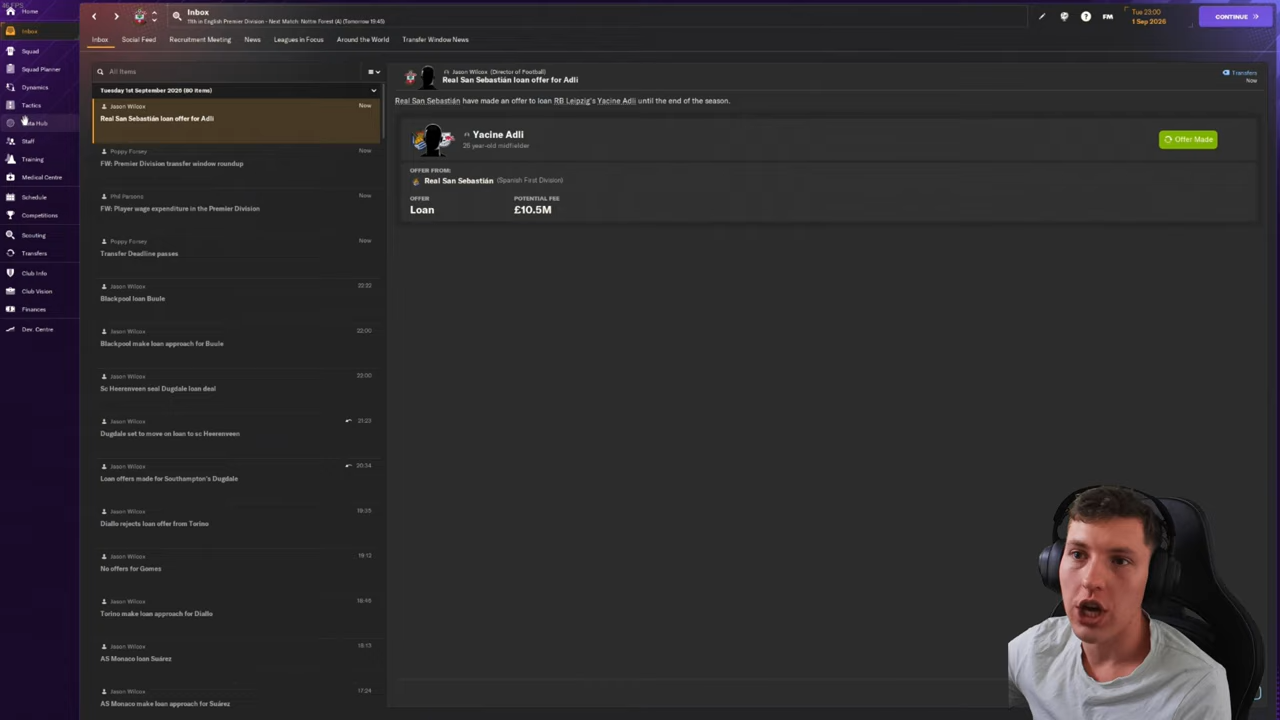 Home
Inbox
Squad
Squad Planner
Dynamics
Tactics
ta Hub
Staff
Training
Medical Centre
Schedule
Competitions
Scouting
Transfers
Club Info
Club Vision
Finances
Dev. Centre
Inbox
11th in English Premier Division - Next Match: Nottm Forest (A) (Tomorrow 19:45)
FM
Tue 23:00
1 Sep 2026
CONTINUE
Inbox
Social Feed
Recruitment Meeting
News
Leagues in Focus
Around the World
Transfer Window News
All Items
Tuesday 1st September 2026 (80 items)
Jason Wilcox
Now
Real San Sebastián loan offer for Adli
Poppy Forsey
Now
FW: Premier Division transfer window roundup
Phil Parsons
Now
FW: Player wage expenditure in the Premier Division
Poppy Forsey
Now
Transfer Deadline passes
Jason Wilcox
22:32
Blackpool loan Buule
Jason Wilcox
22:00
Blackpool make loan approach for Buule
Jason Wilcox
22:00
Sc Heerenveen seal Dugdale loan deal
Jason Wilcox
21:23
Dugdale set to move on loan to sc Heerenveen
Jason Wilcox
20:34
Loan offers made for Southampton's Dugdale
Jason Wilcox
19:35
Diallo rejects loan offer from Torino
Jason Wilcox
19:12
No offers for Games
Jason Wilcox
18:46
Torino make loan approach for Diallo
Jason Wilcox
18:15
AS Monaco loan Suárez
Jason Wilcox
17:24
AS Monaco make loan approach for Suárez
Jason Wilcox (Director of Football)
Real San Sebastián loan offer for Adli
Transfers
Now
Real San Sebastián have made an offer to loan RB Leipzig's Yacine Adli until the end of the season.
Yacine Adli
26 year-old midfielder
Offer Made
OFFER FROM:
Real San Sebastián (Spanish First Division)
OFFER
Loan
POTENTIAL FEE
£10.5M